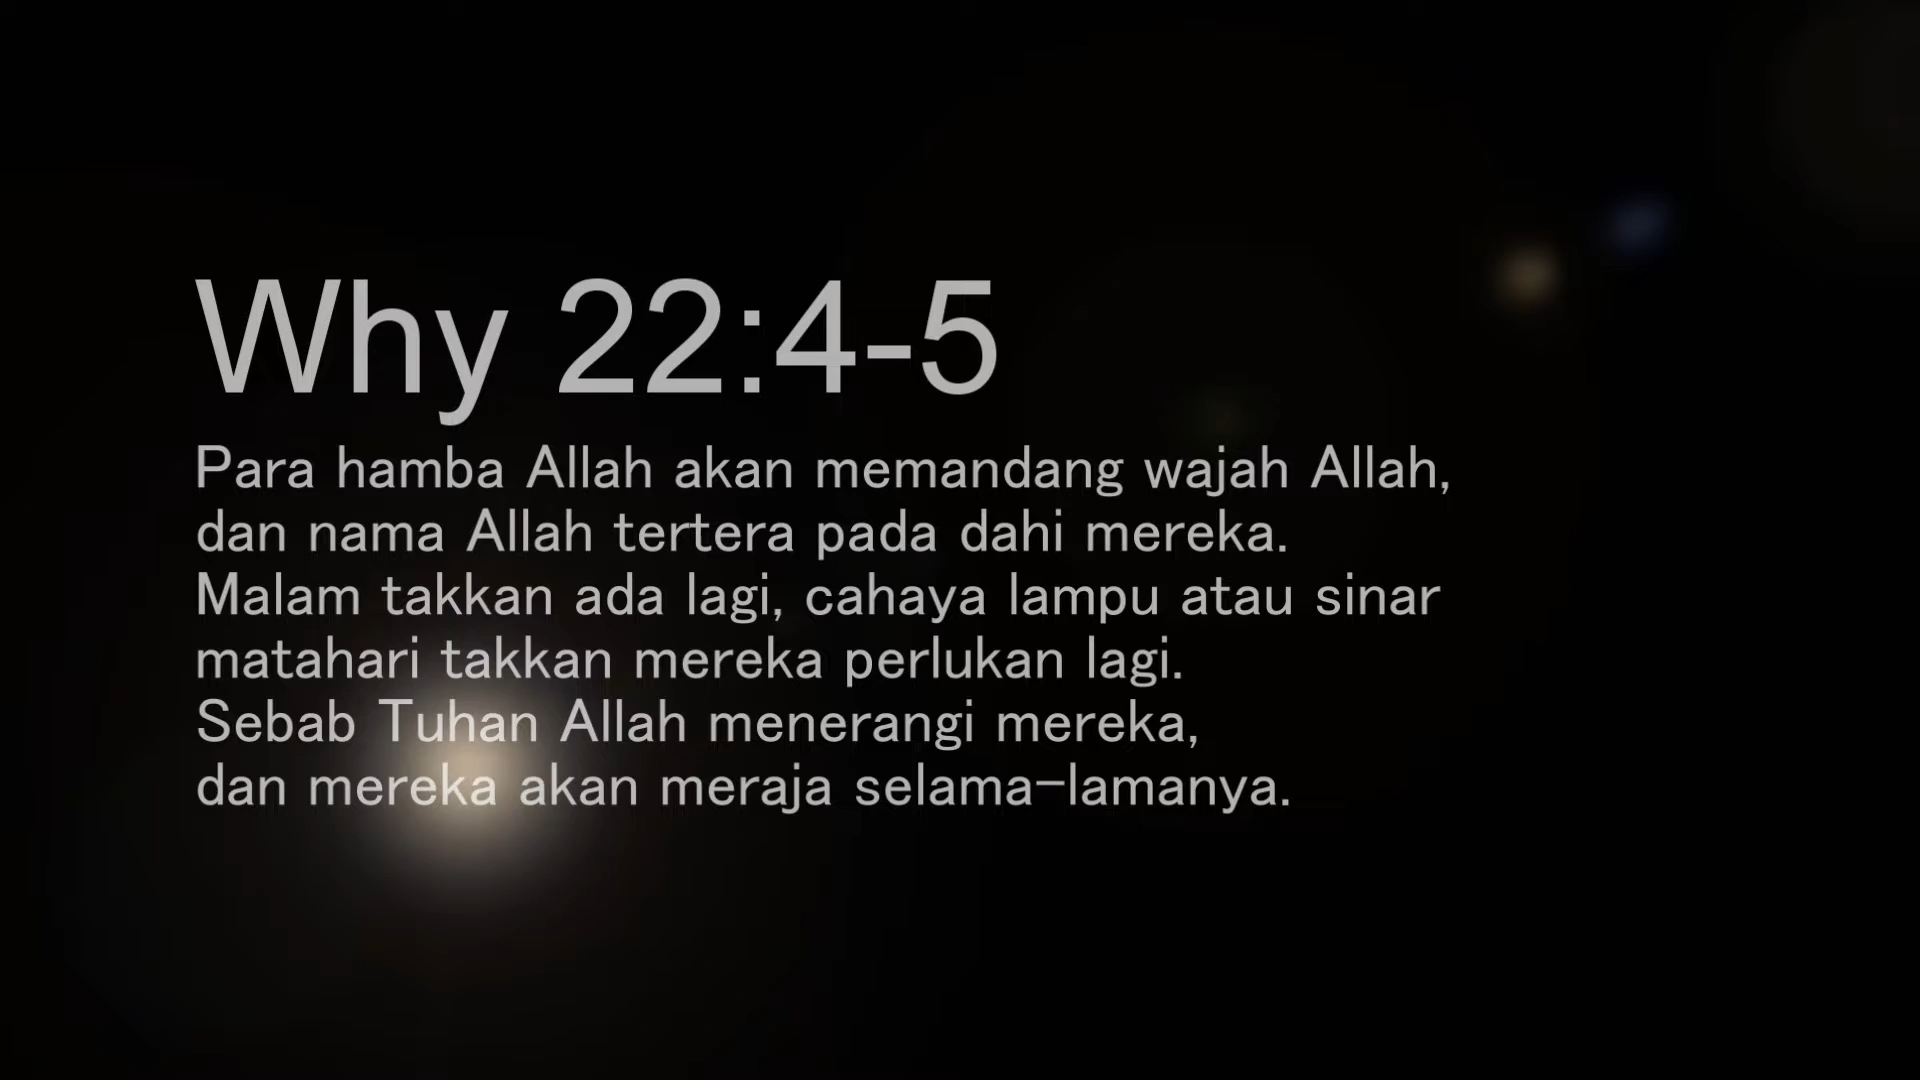 Why 22:4-5
Para hamba Allah akan memandang wajah Allah,
dan nama Allah tertera pada dahi mereka.
Malam takkan ada lagi, cahaya lampu atau sinar
matahari takkan mereka perlukan lagi.
Sebab Tuhan Allah menerangi mereka,
dan mereka akan meraja selama-lamanya.